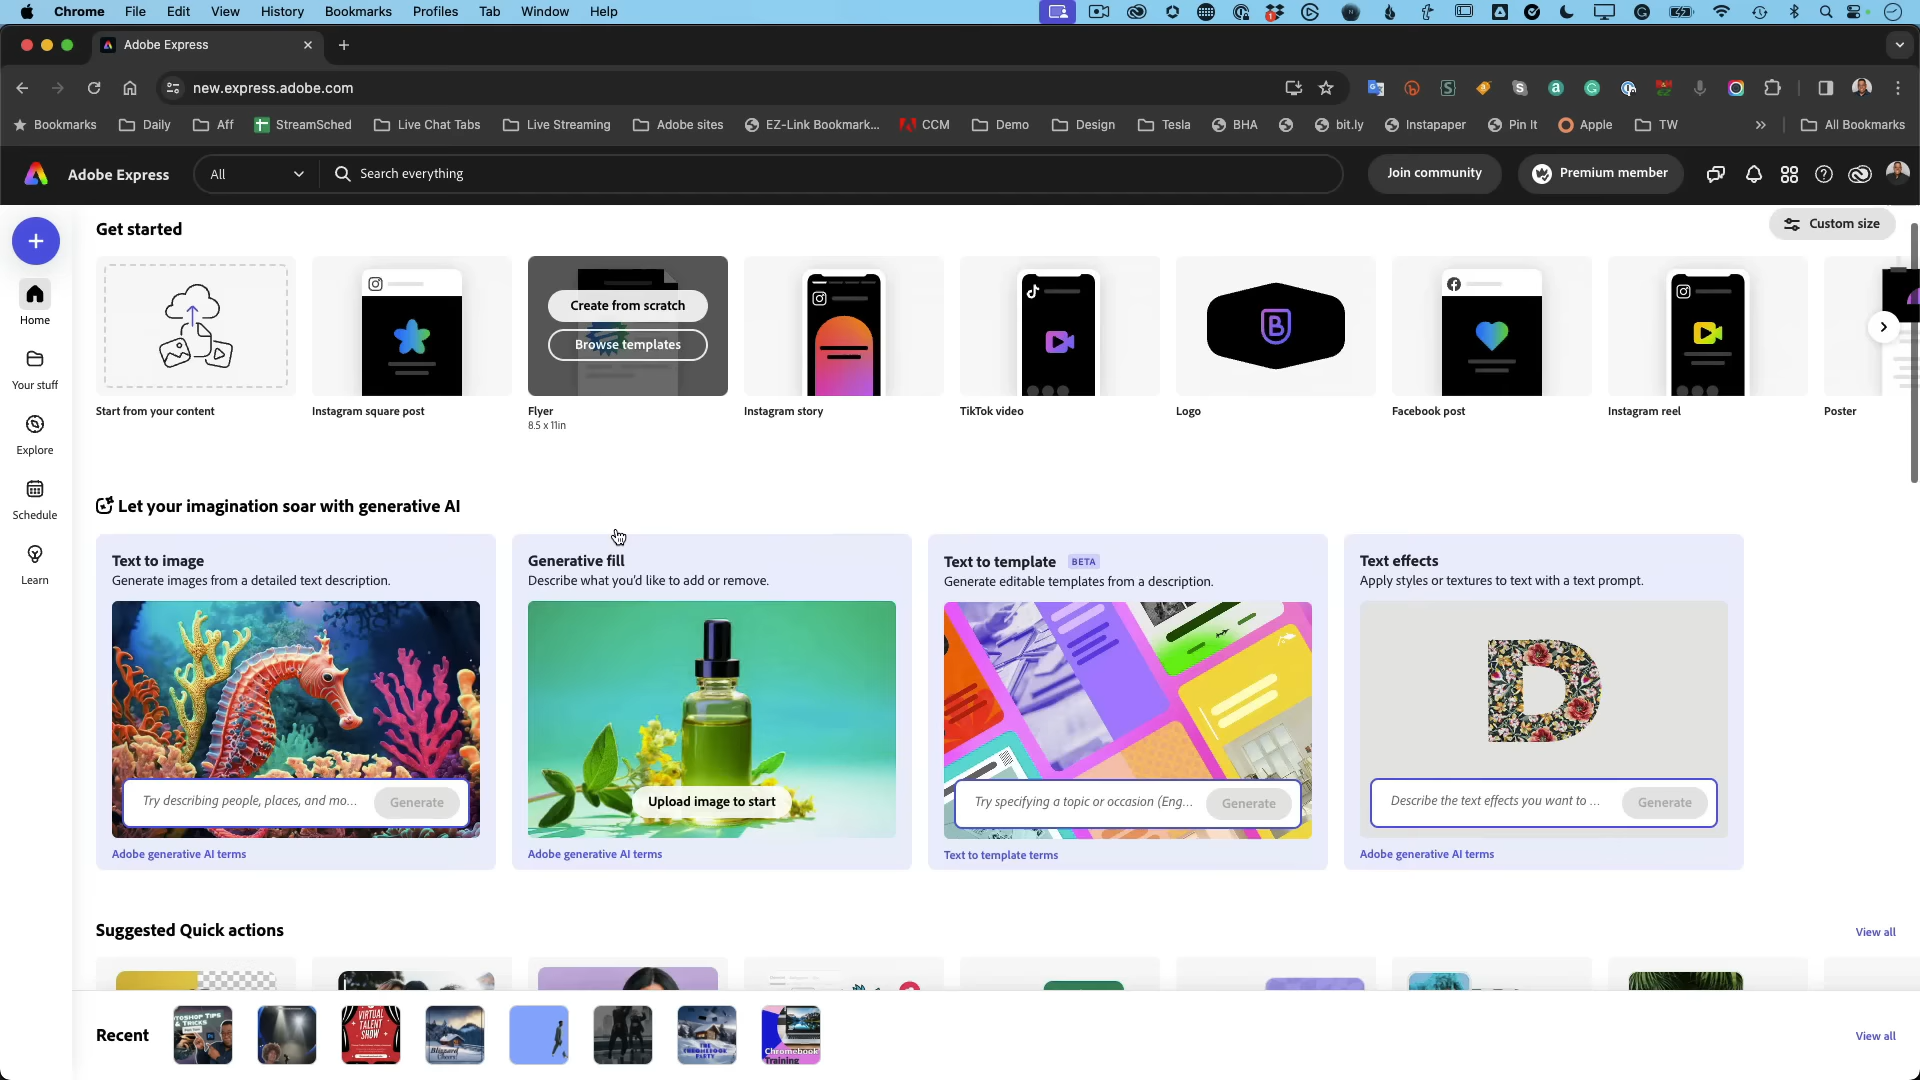 Chrome File Edit View History Bookmarks Profiles Tab Window Help
Adobe Express
new.express.adobe.com
Bookmarks Daily Aff StreamSched Live Chat Tabs Live Streaming Adobe sites EZ-Link Bookmark... CCM Demo Design Tesla BHA bit.ly Instapaper Pin It Apple TW » All Bookmarks
Adobe Express All Search everything Join community Premium member
Get started
Custom size
Create from scratch
Browse templates
Home
Your stuff
Explore
Schedule
Learn
Start from your content
Instagram square post
Flyer
8.5 x 11in
Instagram story
TikTok video
B
Logo
Facebook post
Instagram reel
Poster
Let your imagination soar with generative AI
Text to image
Generate images from a detailed text description.
Try describing people, places, and mo...
Generate
Adobe generative AI terms
Generative fill
Describe what you'd like to add or remove.
Upload image to start
Adobe generative AI terms
Text to template BETA
Generate editable templates from a description.
Try specifying a topic or occasion (Eng...
Generate
Text to template terms
Text effects
Apply styles or textures to text with a text prompt.
D
Describe the text effects you want to ...
Generate
Adobe generative AI terms
Suggested Quick actions
View all
Recent
VIRTUAL
TALENT
SHOW
Blizzard
Chromebook
Training
View all